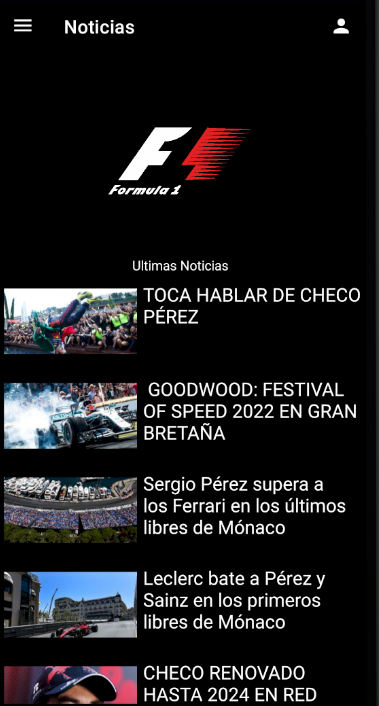 Noticias
F1
Formula 1
Ultimas Noticias
TOCA HABLAR DE CHECO
PÉREZ
GOODWOOD: FESTIVAL
OF SPEED 2022 EN GRAN
BRETAÑA
Sergio Pérez supera a
los Ferrari en los últimos
libres de Mónaco
Leclerc bate a Pérez y
Sainz en los primeros
libres de Mónaco
CHECO RENOVADO
HASTA 2024 EN RED